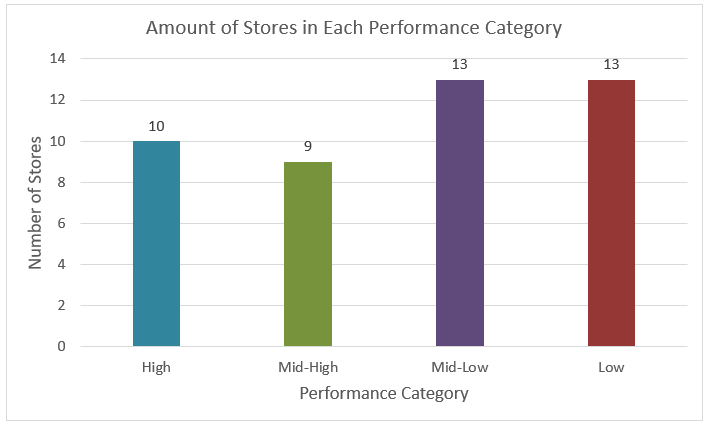 Amount of Stores in Each Performance Category
Number of Stores
14
12
10
8
6
4
2
0
10
9
13
13
High
Mid-High
Mid-Low
Low
Performance Category